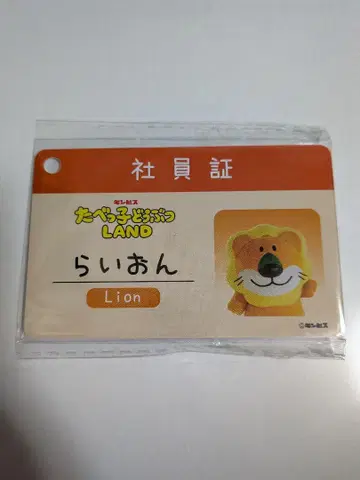 社員証
ギンビス
たべっ子どうぶつ
LAND
らいおん
Lion
©ギンビス